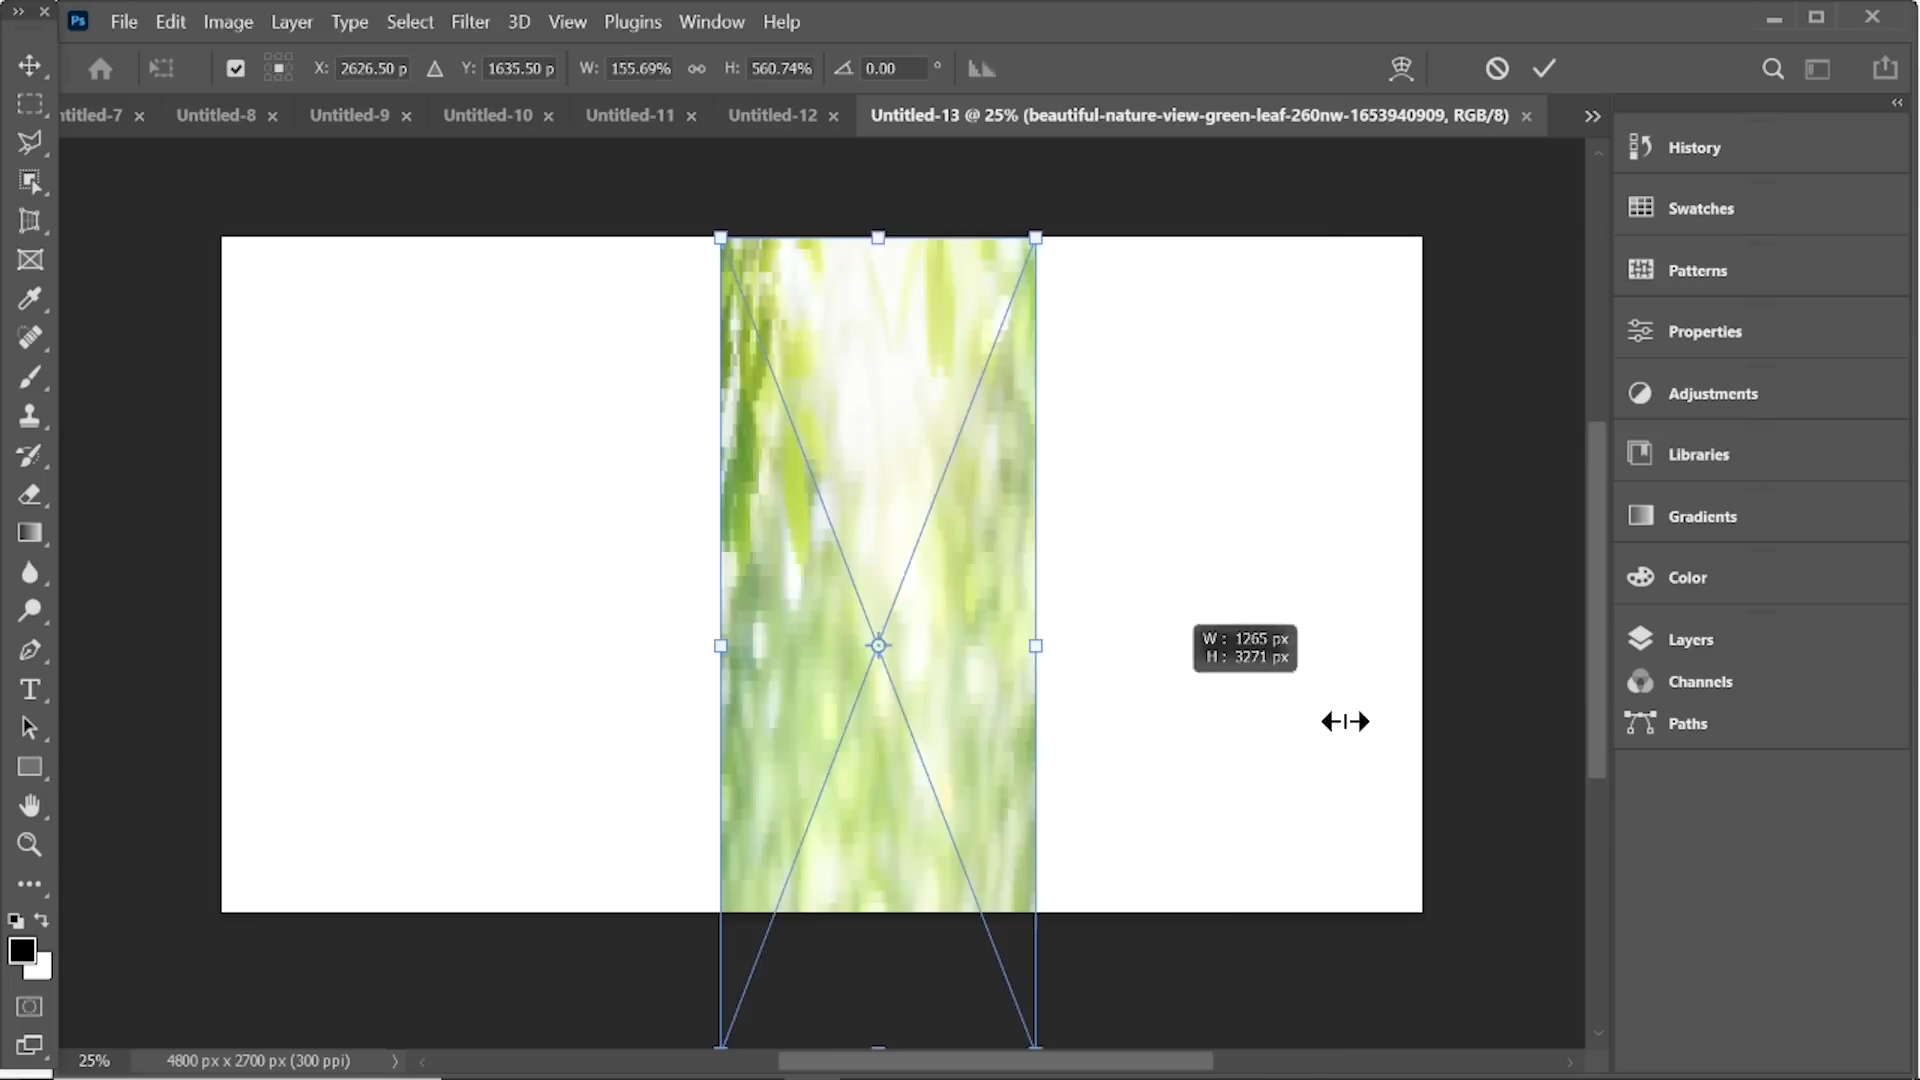 Ps File Edit Image Layer Type Select Filter 3D View Plugins Window Help
X: 2626.50 p Y: 1635.50 p W: 155.69% H: 560.74% 0.00 °
ntitled-7 × Untitled-8 × Untitled-9 × Untitled-10 × Untitled-11 × Untitled-12 × Untitled-13 @ 25% (beautiful-nature-view-green-leaf-260nw-1653940909, RGB/8) ×
History
Swatches
Patterns
Properties
Adjustments
Libraries
Gradients
Color
W : 1265 px
H : 3271 px
Layers
Channels
Paths
25% 4800 px x 2700 px (300 ppi)